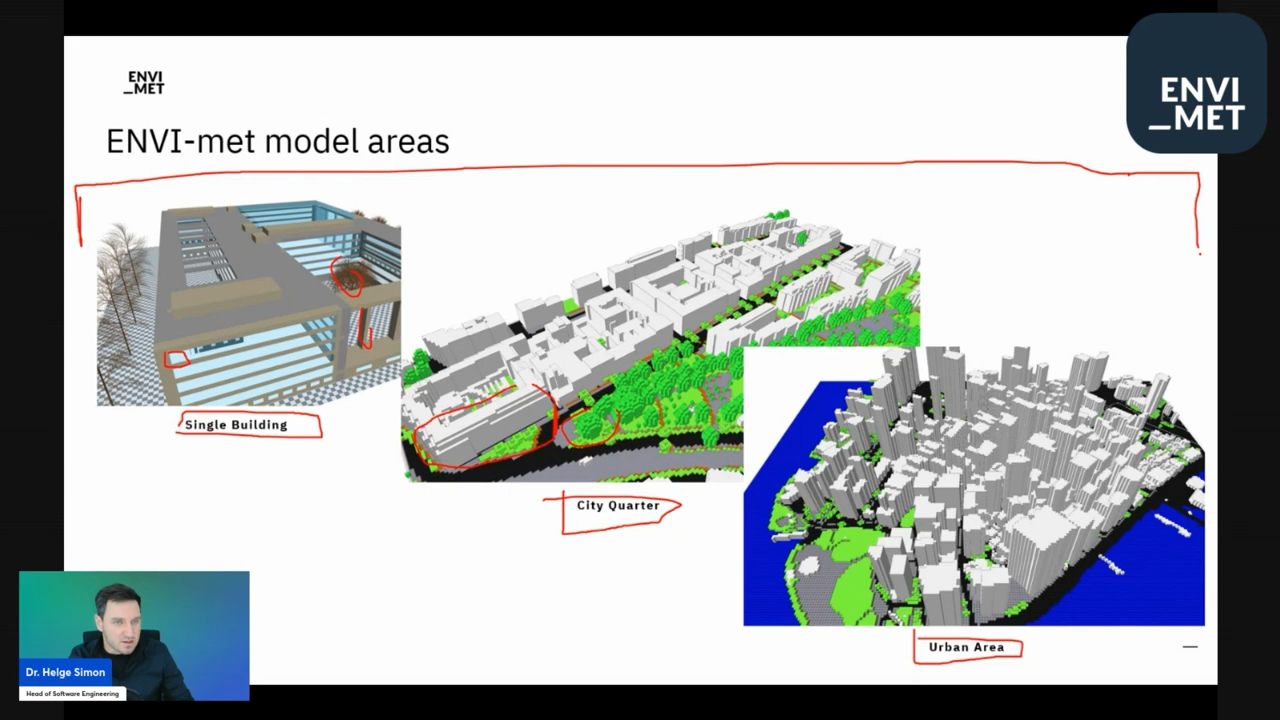 ENVI
_MET
ENVI
_MET
ENVI-met model areas
Single Building
City Quarter
Urban Area
Dr. Helge Simon
Head of Software Engineering